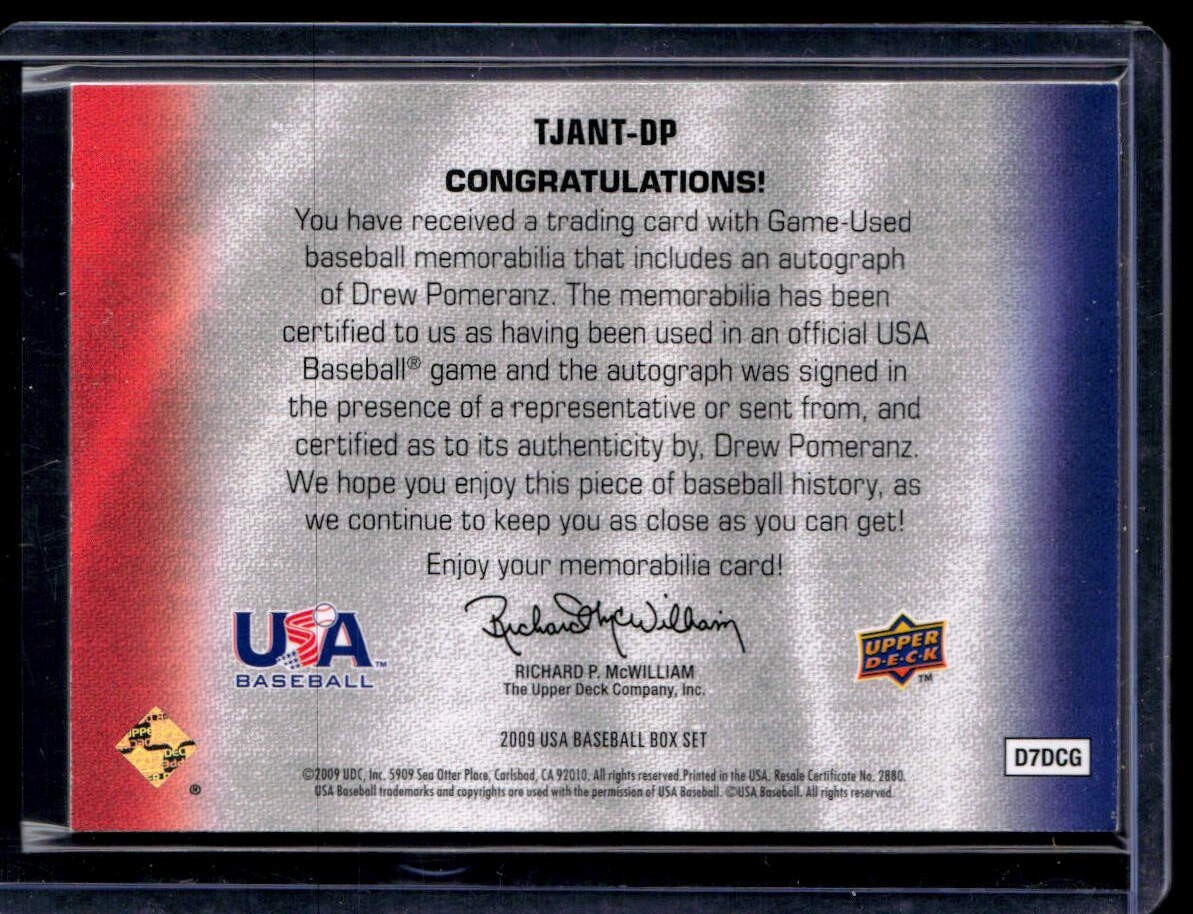 TJANT-DP
CONGRATULATIONS!
You have received a trading card with Game-Used
baseball memorabilia that includes an autograph
of Drew Pomeranz. The memorabilia has been
certified to us as having been used in an official USA
Baseball® game and the autograph was signed in
the presence of a representative or sent from, and
certified as to its authenticity by, Drew Pomeranz.
We hope you enjoy this piece of baseball history, as
we continue to keep you as close as you can get!
Enjoy your memorabilia card!
Richard McWilliam
USA™
BASEBALL
UPPER
D·E·C·K
™
RICHARD P. McWILLIAM
The Upper Deck Company, Inc.
2009 USA BASEBALL BOX SET
D7DCG
©2009 UDC, Inc. 5909 Sea Otter Place, Carlsbad, CA 92010. All rights reserved.Printed in the USA. Resale Certificate No. 2880.
USA Baseball trademarks and copyrights are used with the permission of USA Baseball. ©USA Baseball. All rights reserved.
®